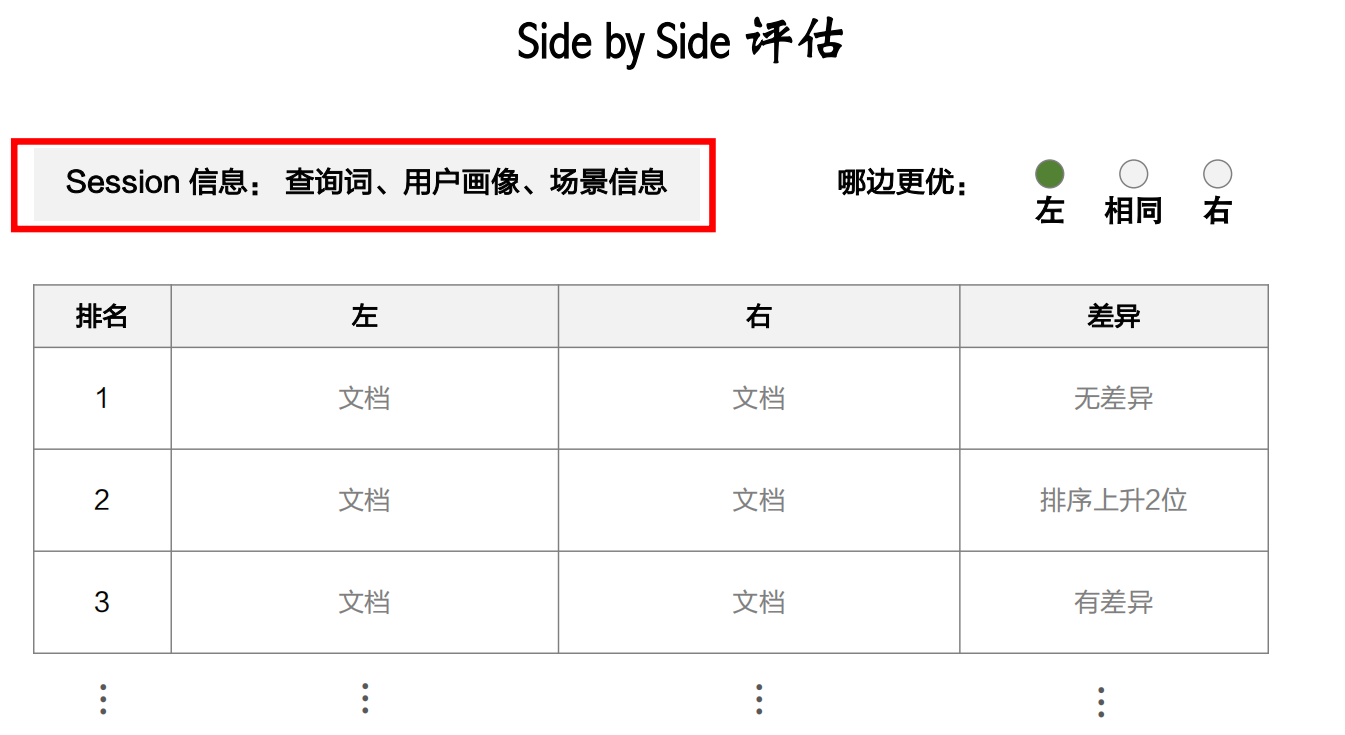 Side by Side 评估
Session 信息： 查询词、用户画像、场景信息
哪边更优：
左 相同 右
排名 左 右 差异
1 文档 文档 无差异
2 文档 文档 排序上升2位
3 文档 文档 有差异